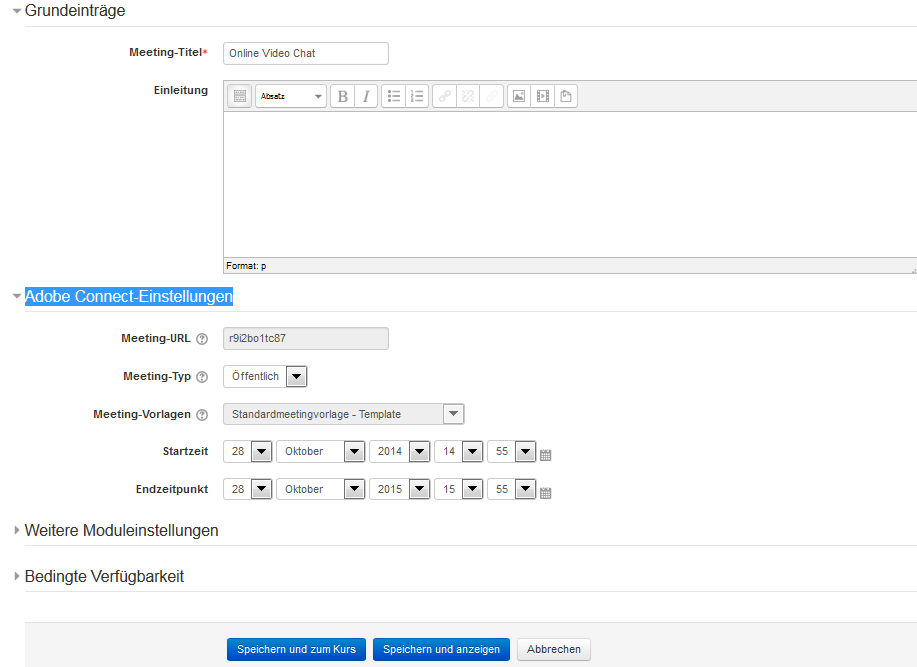 Grundeinträge
Meeting-Titel* Online Video Chat
Einleitung
Absatz B I
Format: p
Adobe Connect-Einstellungen
Meeting-URL ? r9i2bo1tc87
Meeting-Typ ? Öffentlich
Meeting-Vorlagen ? Standardmeetingvorlage - Template
Startzeit 28 Oktober 2014 14 55
Endzeitpunkt 28 Oktober 2015 15 55
Weitere Moduleinstellungen
Bedingte Verfügbarkeit
Speichern und zum Kurs Speichern und anzeigen Abbrechen